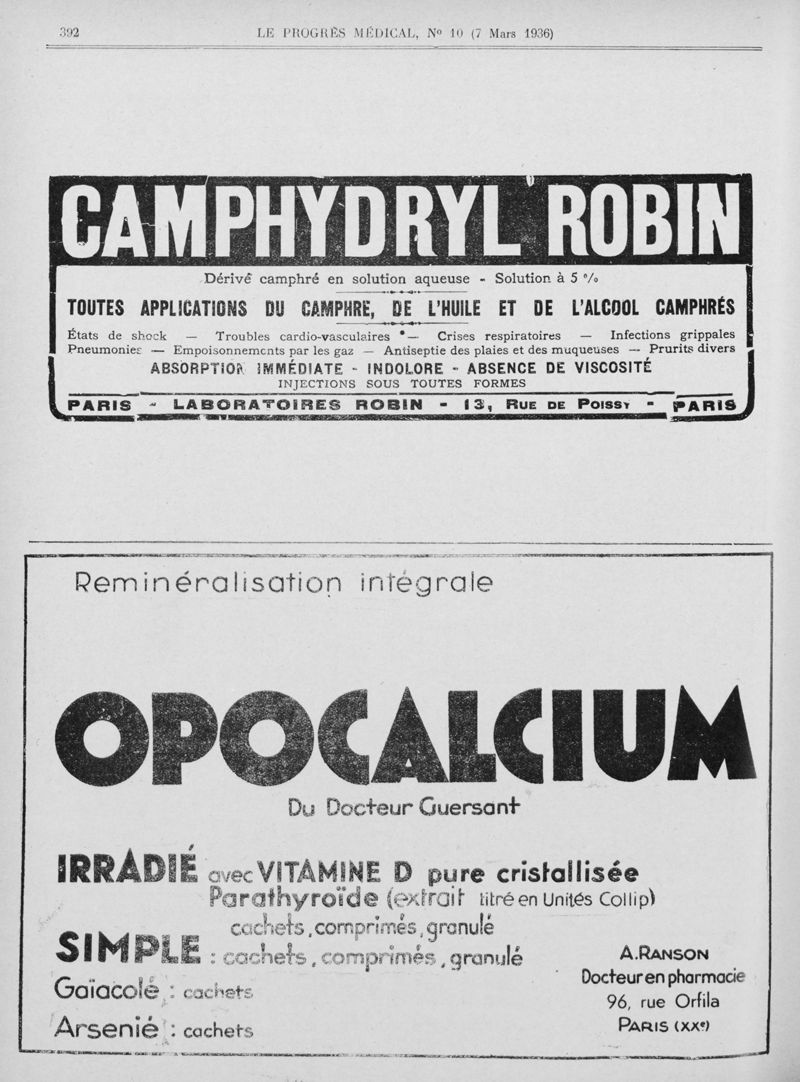 392
LE PROGRÈS MÉDICAL, Nº 10 (7 Mars 1936)
CAMPHYDRYL ROBIN
Dérivé camphré en solution aqueuse - Solution à 5 %
TOUTES APPLICATIONS DU CAMPHRE, DE L'HUILE ET DE L'ALCOOL CAMPHRÉS
États de shock — Troubles cardio-vasculaires — Crises respiratoires — Infections grippales
Pneumonies — Empoisonnements par les gaz — Antiseptie des plaies et des muqueuses — Prurits divers
ABSORPTION IMMÉDIATE - INDOLORE - ABSENCE DE VISCOSITÉ
INJECTIONS SOUS TOUTES FORMES
PARIS - LABORATOIRES ROBIN - 13, RUE DE POISSY - PARIS
Reminéralisation intégrale
OPOCALCIUM
Du Docteur Guersant
IRRADIÉ avec VITAMINE D pure cristallisée
Parathyroïde (extrait titré en Unités Collip)
cachets, comprimés, granulé
SIMPLE : cachets, comprimés, granulé
Gaïacolé : cachets
Arsenié : cachets
A. RANSON
Docteur en pharmacie
96, rue Orfila
PARIS (XXe)